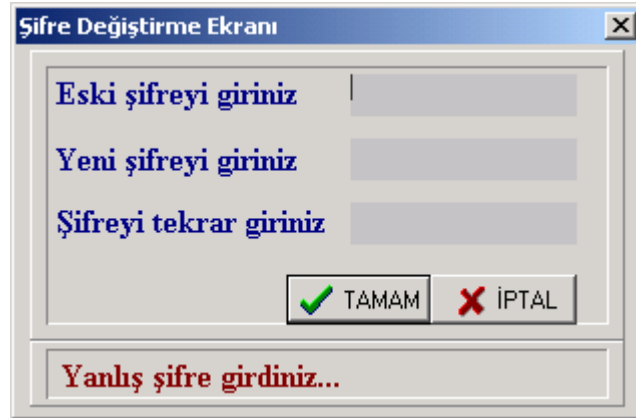 Şifre Değiştirme Ekranı
Eski şifreyi giriniz
Yeni şifreyi giriniz
Şifreyi tekrar giriniz
TAMAM İPTAL
Yanlış şifre girdiniz...